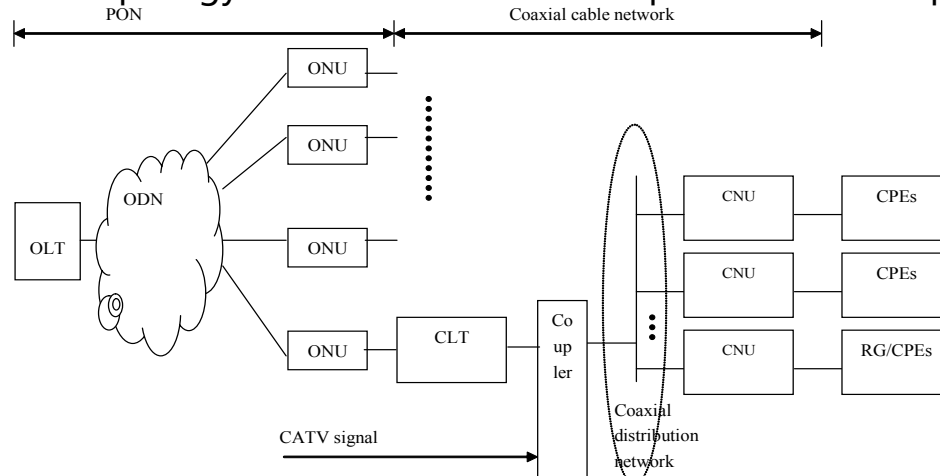 PON
Coaxial cable network
ONU
ONU
ODN
OLT
ONU
ONU
CLT
Co
up
ler
CNU
CPEs
CNU
CPEs
CNU
RG/CPEs
Coaxial
distribution
network
CATV signal